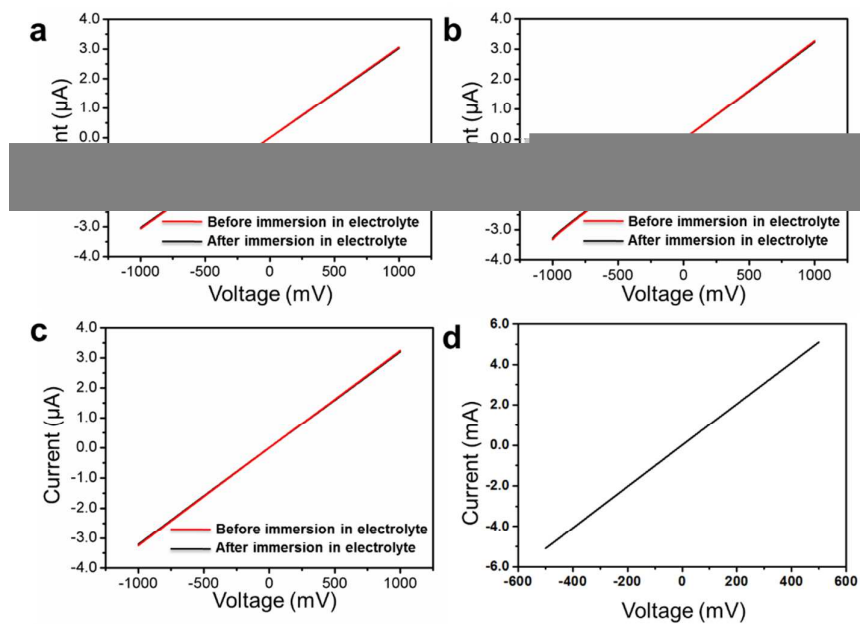 a
4.0
3.0
2.0
1.0
0.0
-3.0
-4.0
Before immersion in electrolyte
After immersion in electrolyte
-1000 -500 0 500 1000
Voltage (mV)
b
4.0
3.0
2.0
1.0
0.0
-3.0
-4.0
(µA)
(µA)
Before immersion in electrolyte
After immersion in electrolyte
-1000 -500 0 500 1000
Voltage (mV)
c
Current (µA)
4.0
3.0
2.0
1.0
0.0
-1.0
-2.0
-3.0
-4.0
Before immersion in electrolyte
After immersion in electrolyte
-1000 -500 0 500 1000
Voltage (mV)
d
Current (mA)
6.0
4.0
2.0
0.0
-2.0
-4.0
-6.0
-600 -400 -200 0 200 400 600
Voltage (mV)